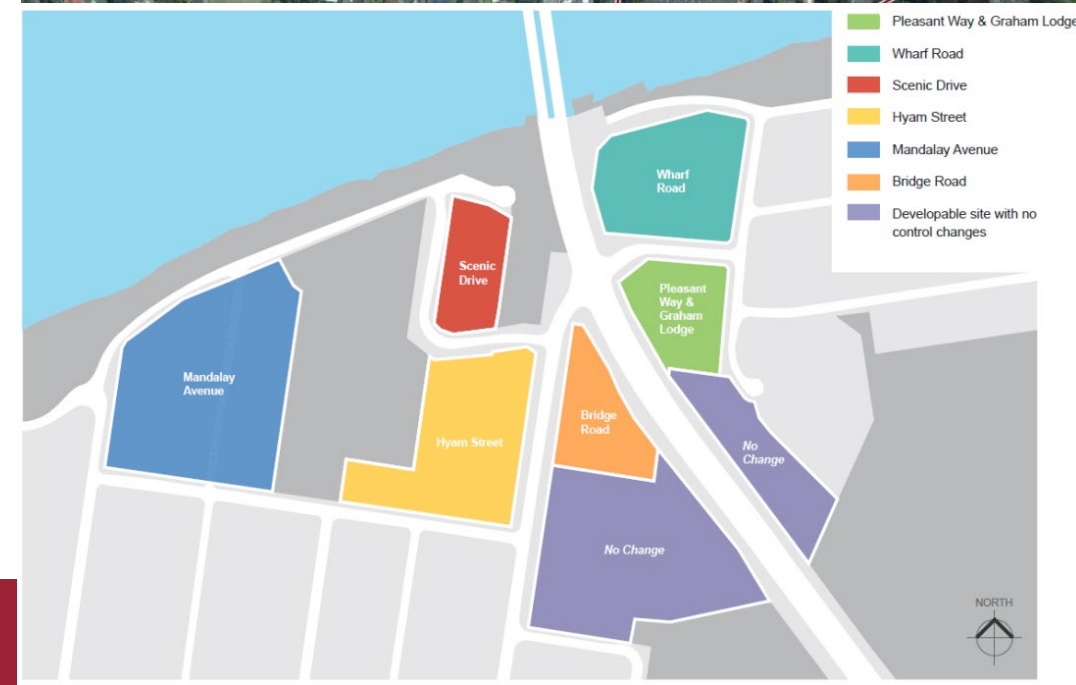 Pleasant Way & Graham Lodge
Wharf Road
Scenic Drive
Hyam Street
Mandalay Avenue
Bridge Road
Developable site with no
control changes
Wharf
Road
Scenic
Drive
Pleasant
Way &
Graham
Lodge
Mandalay
Avenue
Bridge
Road
Hyam Street
No
Change
No Change
NORTH